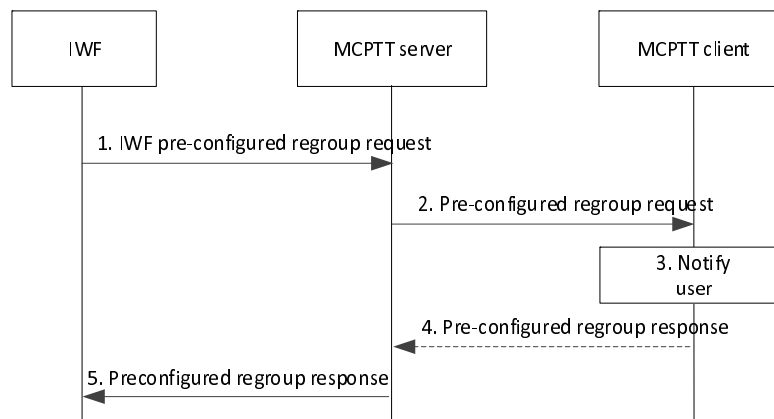 IWF
MCPTT server
MCPTT client
1. IWF pre-configured regroup request
2. Pre-configured regroup request
3. Notify
user
4. Pre-configured regroup response
5. Preconfigured regroup response